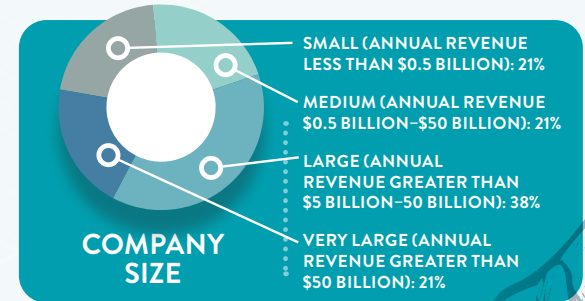 SMALL (ANNUAL REVENUE
LESS THAN $0.5 BILLION): 21%
MEDIUM (ANNUAL REVENUE
$0.5 BILLION–$50 BILLION): 21%
LARGE (ANNUAL
REVENUE GREATER THAN
$5 BILLION–50 BILLION): 38%
VERY LARGE (ANNUAL
REVENUE GREATER THAN
$50 BILLION): 21%
COMPANY
SIZE